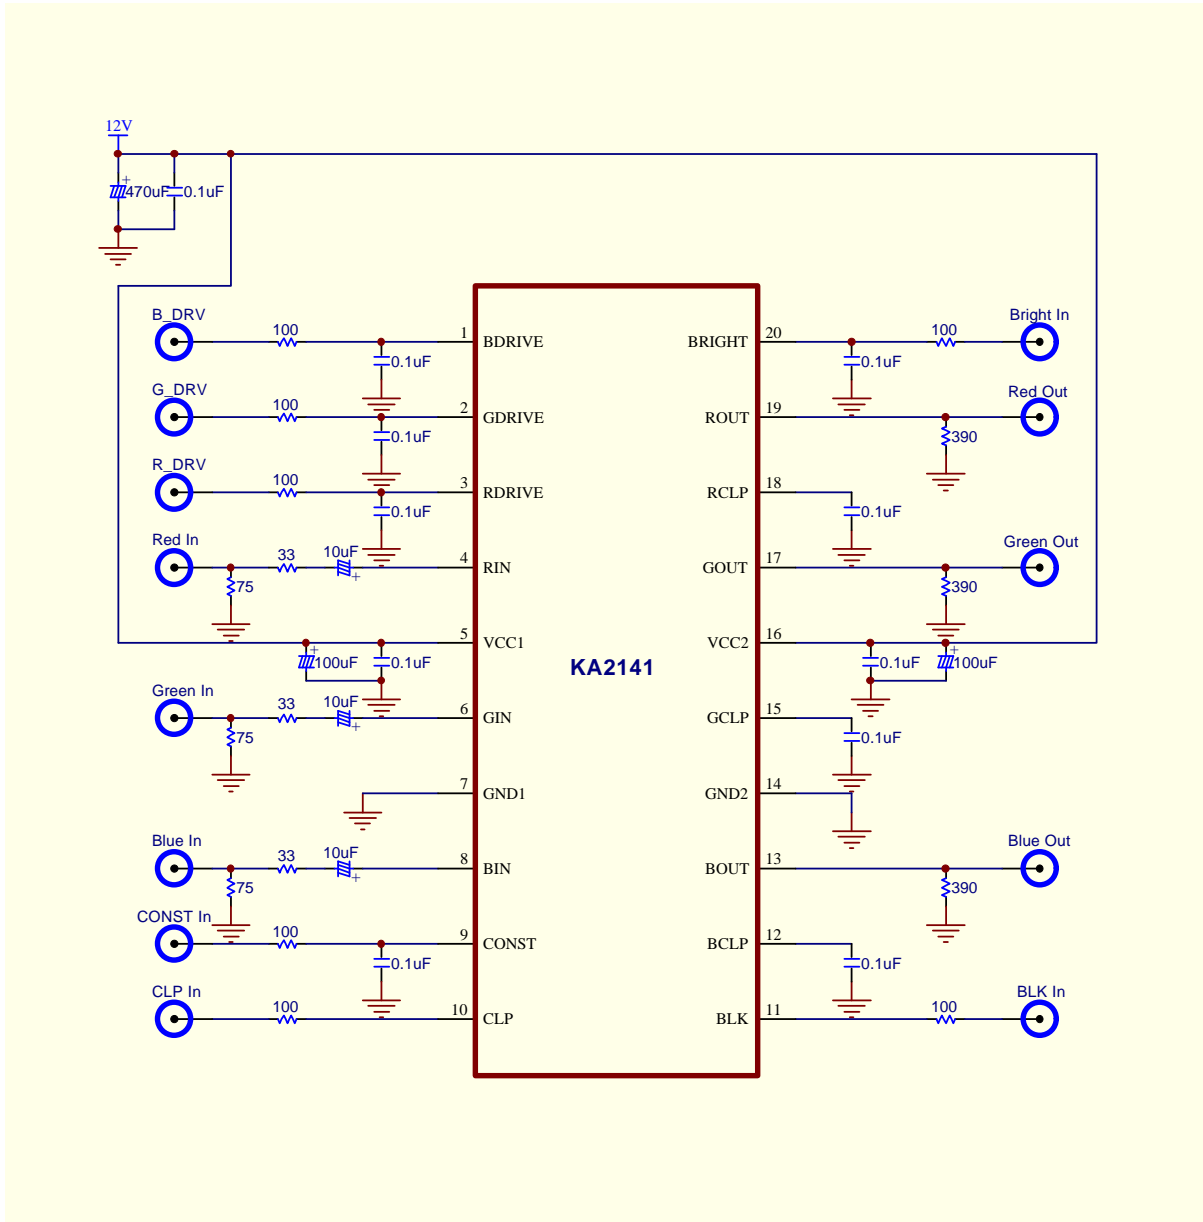 12V
+
470uF 0.1uF
B_DRV 100 1 BDRIVE BRIGHT 20 100 Bright In
0.1uF 0.1uF
G_DRV 100 2 GDRIVE ROUT 19 Red Out
0.1uF 390
R_DRV 100 3 RDRIVE RCLP 18
0.1uF 0.1uF
Red In 33 10uF + 4 RIN GOUT 17 Green Out
75 390
5 VCC1 VCC2 16
+ 100uF 0.1uF KA2141 0.1uF + 100uF
Green In 33 10uF + 6 GIN GCLP 15
75 0.1uF
7 GND1 GND2 14
Blue In 33 10uF + 8 BIN BOUT 13 Blue Out
75 390
CONST In 100 9 CONST BCLP 12
0.1uF 0.1uF
CLP In 100 10 CLP BLK 11 100 BLK In